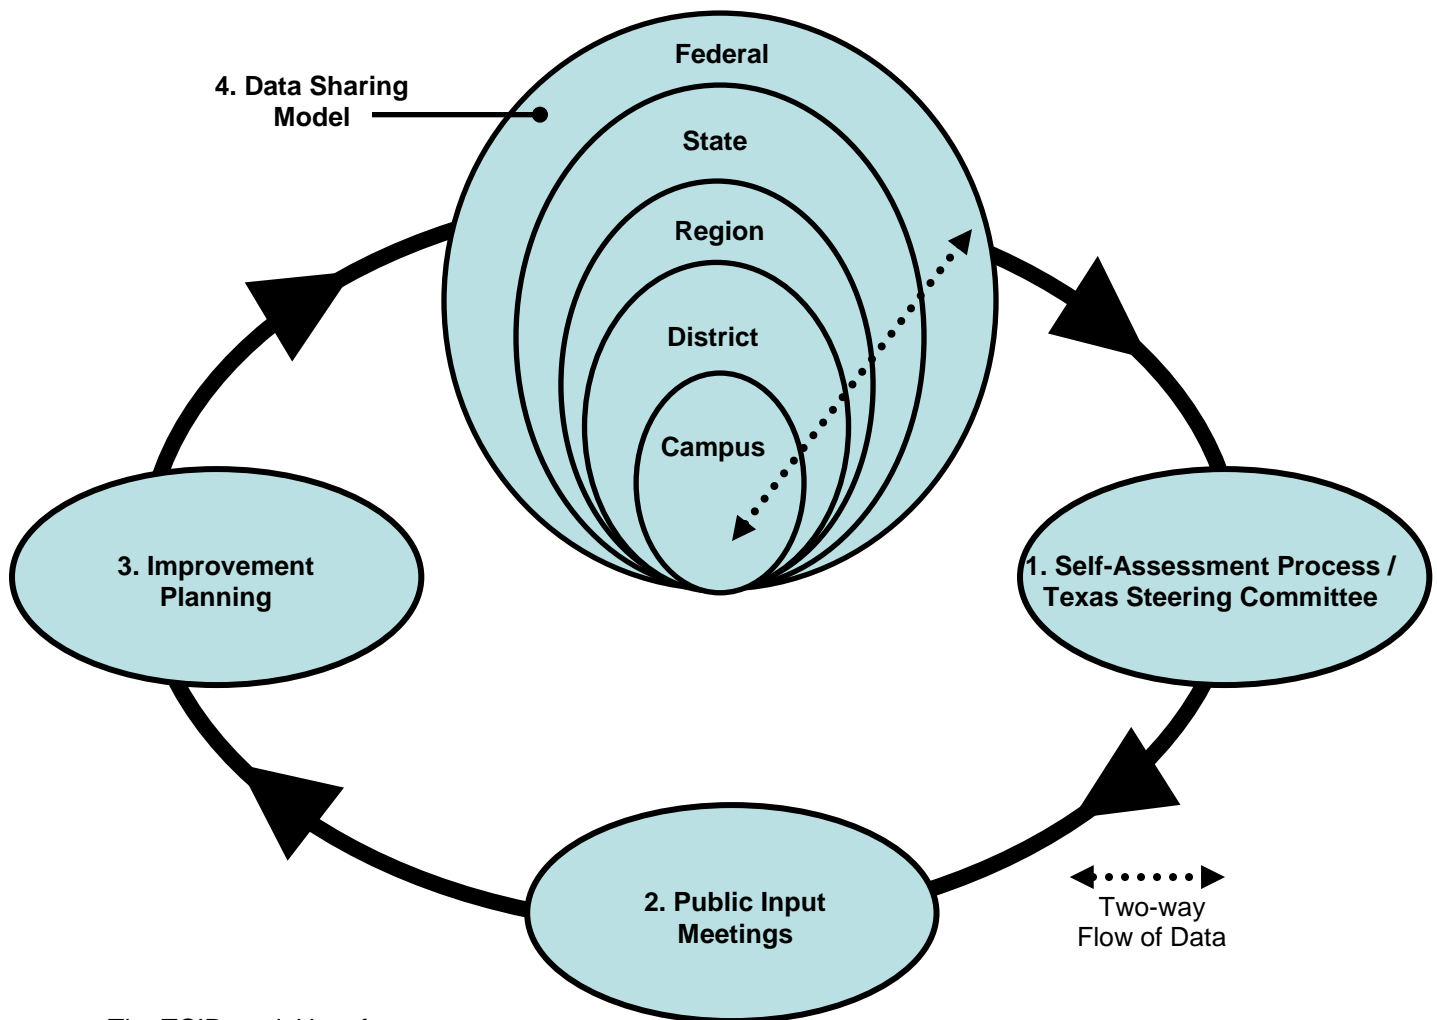 Federal
4. Data Sharing
Model
State
Region
District
Campus
3. Improvement
Planning
1. Self-Assessment Process /
Texas Steering Committee
2. Public Input
Meetings
Two-way
Flow of Data